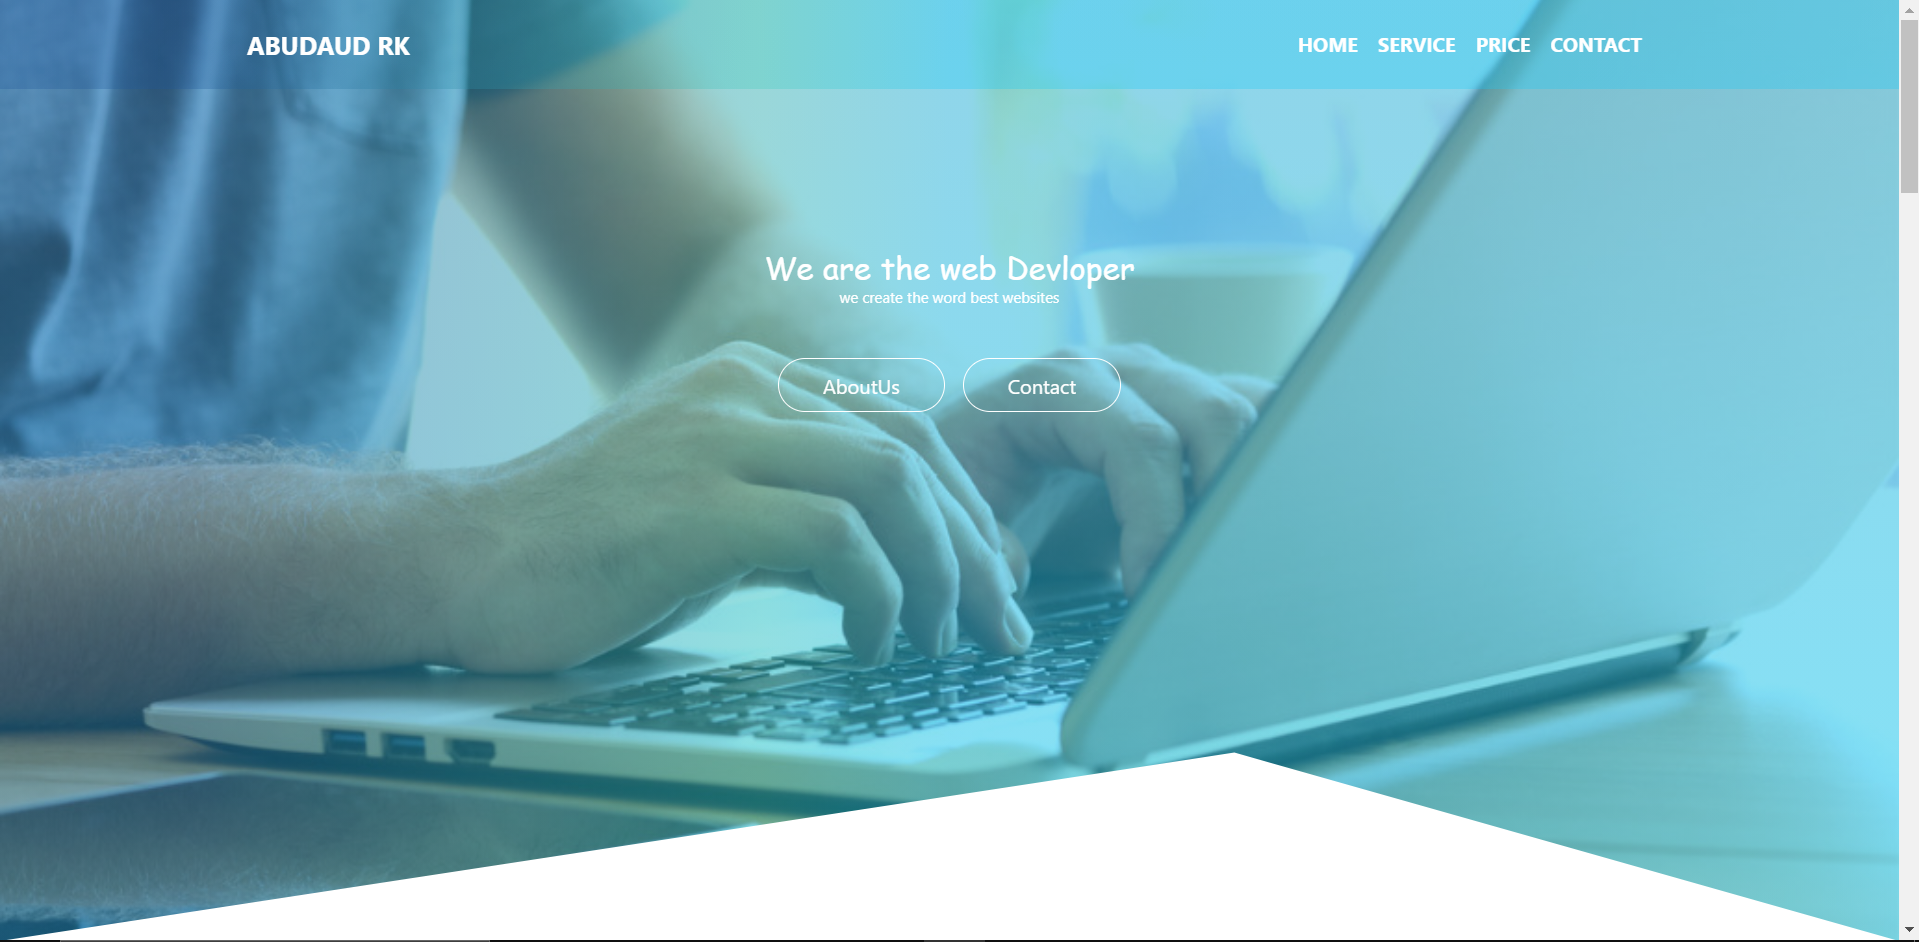 ABUDAUD RK
HOME SERVICE PRICE CONTACT
We are the web Devloper
we create the word best websites
AboutUs Contact